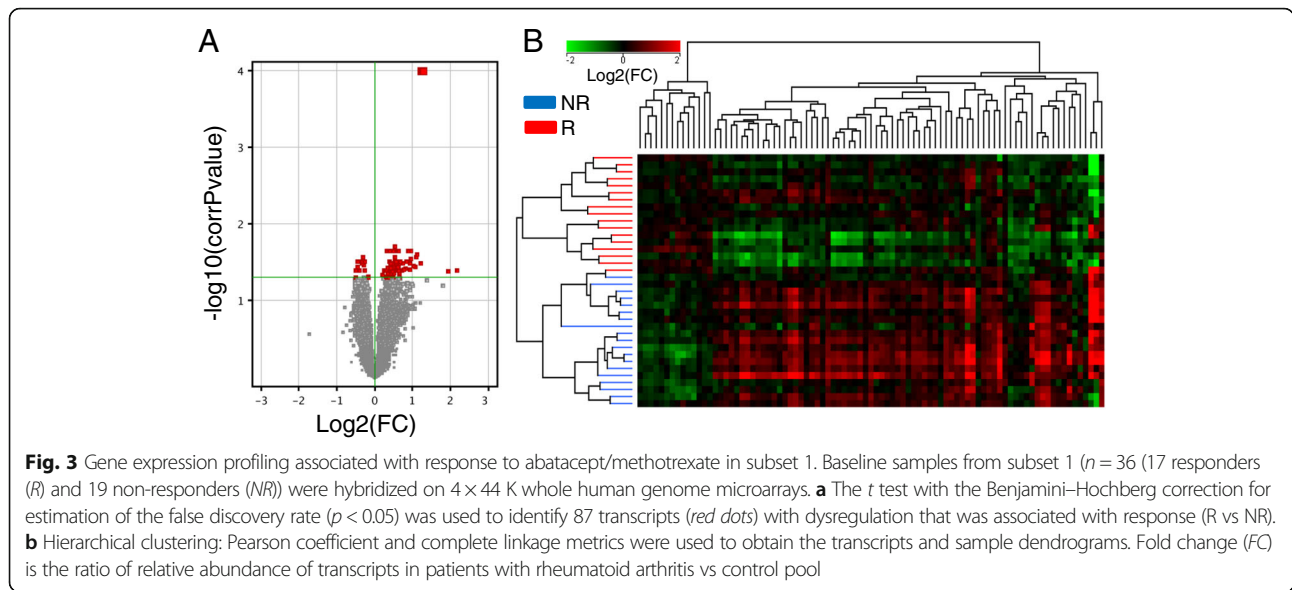 A
B
-2
2
Log2(FC)
NR
R
4
3
2
1
-log10(corrPvalue)
-3
-2
-1
0
1
2
3
Log2(FC)
Fig. 3 Gene expression profiling associated with response to abatacept/methotrexate in subset 1. Baseline samples from subset 1 (n = 36 (17 responders
(R) and 19 non-responders (NR)) were hybridized on 4 × 44 K whole human genome microarrays. a The t test with the Benjamini–Hochberg correction for
estimation of the false discovery rate (p < 0.05) was used to identify 87 transcripts (red dots) with dysregulation that was associated with response (R vs NR).
b Hierarchical clustering: Pearson coefficient and complete linkage metrics were used to obtain the transcripts and sample dendrograms. Fold change (FC)
is the ratio of relative abundance of transcripts in patients with rheumatoid arthritis vs control pool